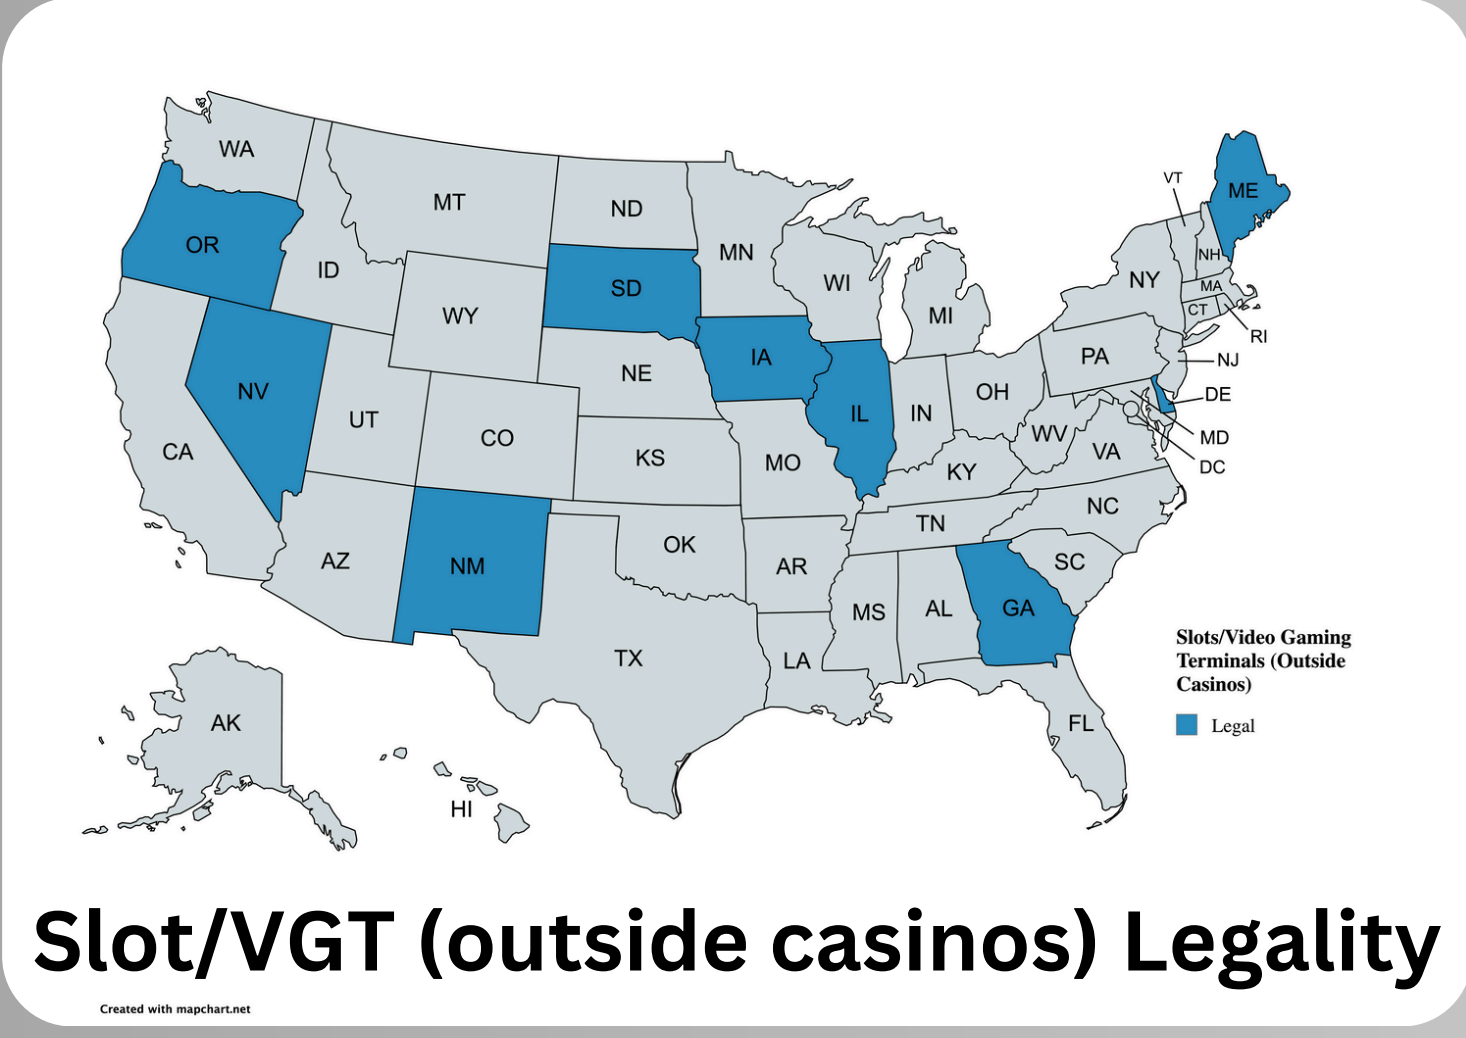 WA
OR
CA
NV
ID
MT
WY
UT
CO
AZ
NM
ND
SD
NE
KS
OK
TX
MN
IA
MO
AR
LA
WI
IL
MI
IN
OH
KY
TN
MS
AL
GA
FL
SC
NC
VA
WV
PA
NY
VT
NH
ME
MA
CT
RI
NJ
DE
MD
DC
AK
HI
Slots/Video Gaming
Terminals (Outside
Casinos)
Legal
Slot/VGT (outside casinos) Legality
Created with mapchart.net